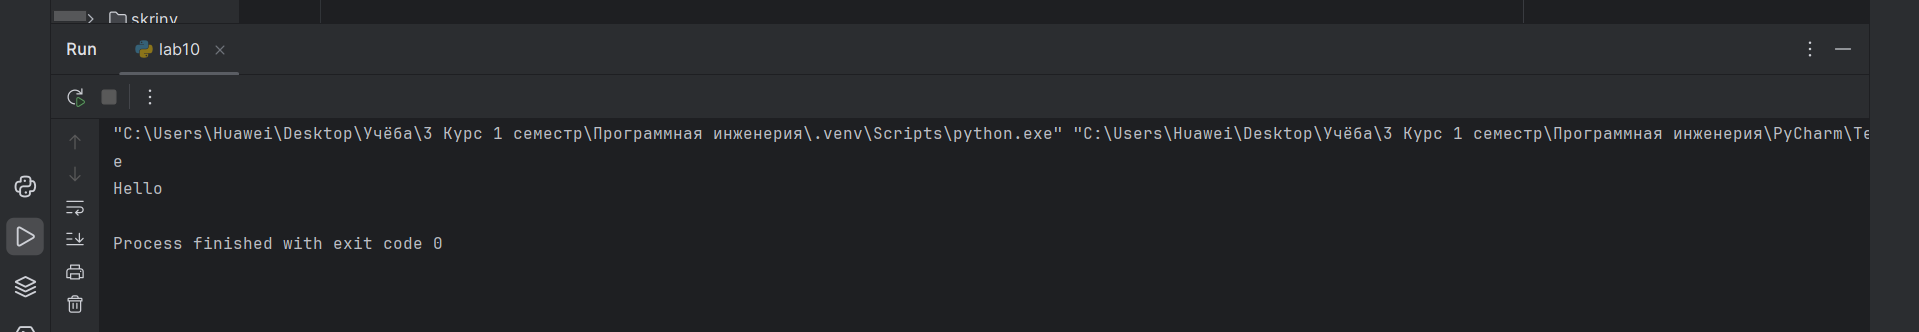 skriny
Run lab10
"C:\Users\Huawei\Desktop\Учёба\3 Курс 1 семестр\Программная инженерия\.venv\Scripts\python.exe" "C:\Users\Huawei\Desktop\Учёба\3 Курс 1 семестр\Программная инженерия\PyCharm\Te
e
Hello
Process finished with exit code 0